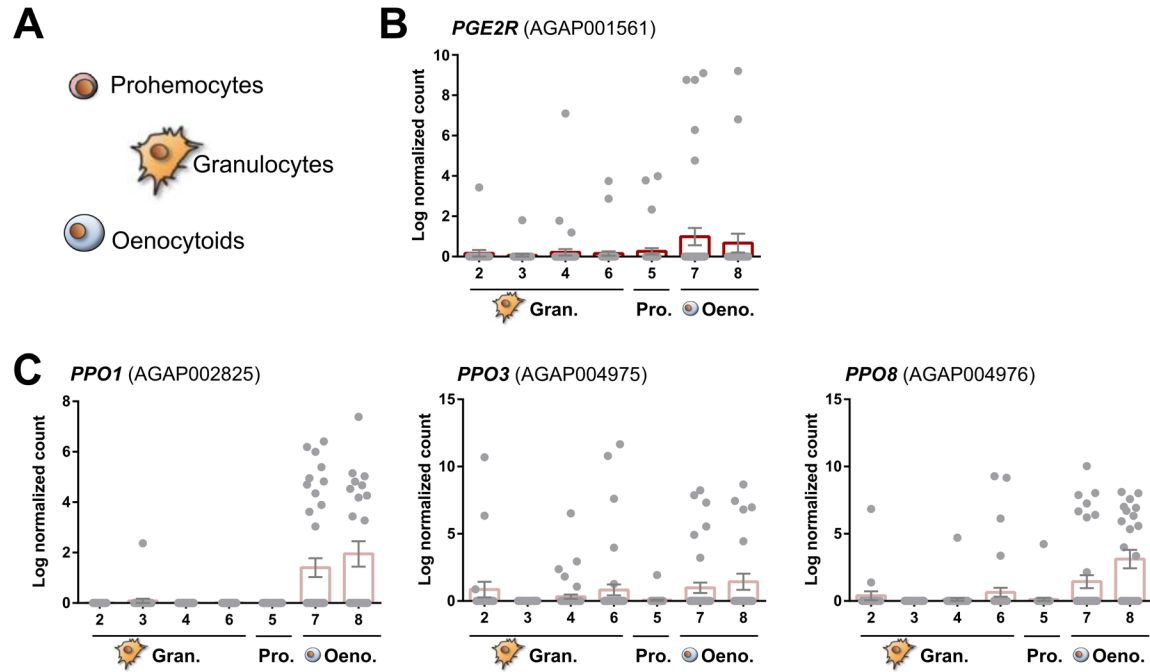 A
Prohemocytes
Granulocytes
Oenocytoids
B
PGE2R (AGAP001561)
Log normalized count
10
8
6
4
2
0
2 3 4 6 5 7 8
Gran. Pro. Oeno.
C
PPO1 (AGAP002825)
Log normalized count
8
6
4
2
0
2 3 4 6 5 7 8
Gran. Pro. Oeno.
PPO3 (AGAP004975)
Log normalized count
15
10
5
0
2 3 4 6 5 7 8
Gran. Pro. Oeno.
PPO8 (AGAP004976)
Log normalized count
15
10
5
0
2 3 4 6 5 7 8
Gran. Pro. Oeno.